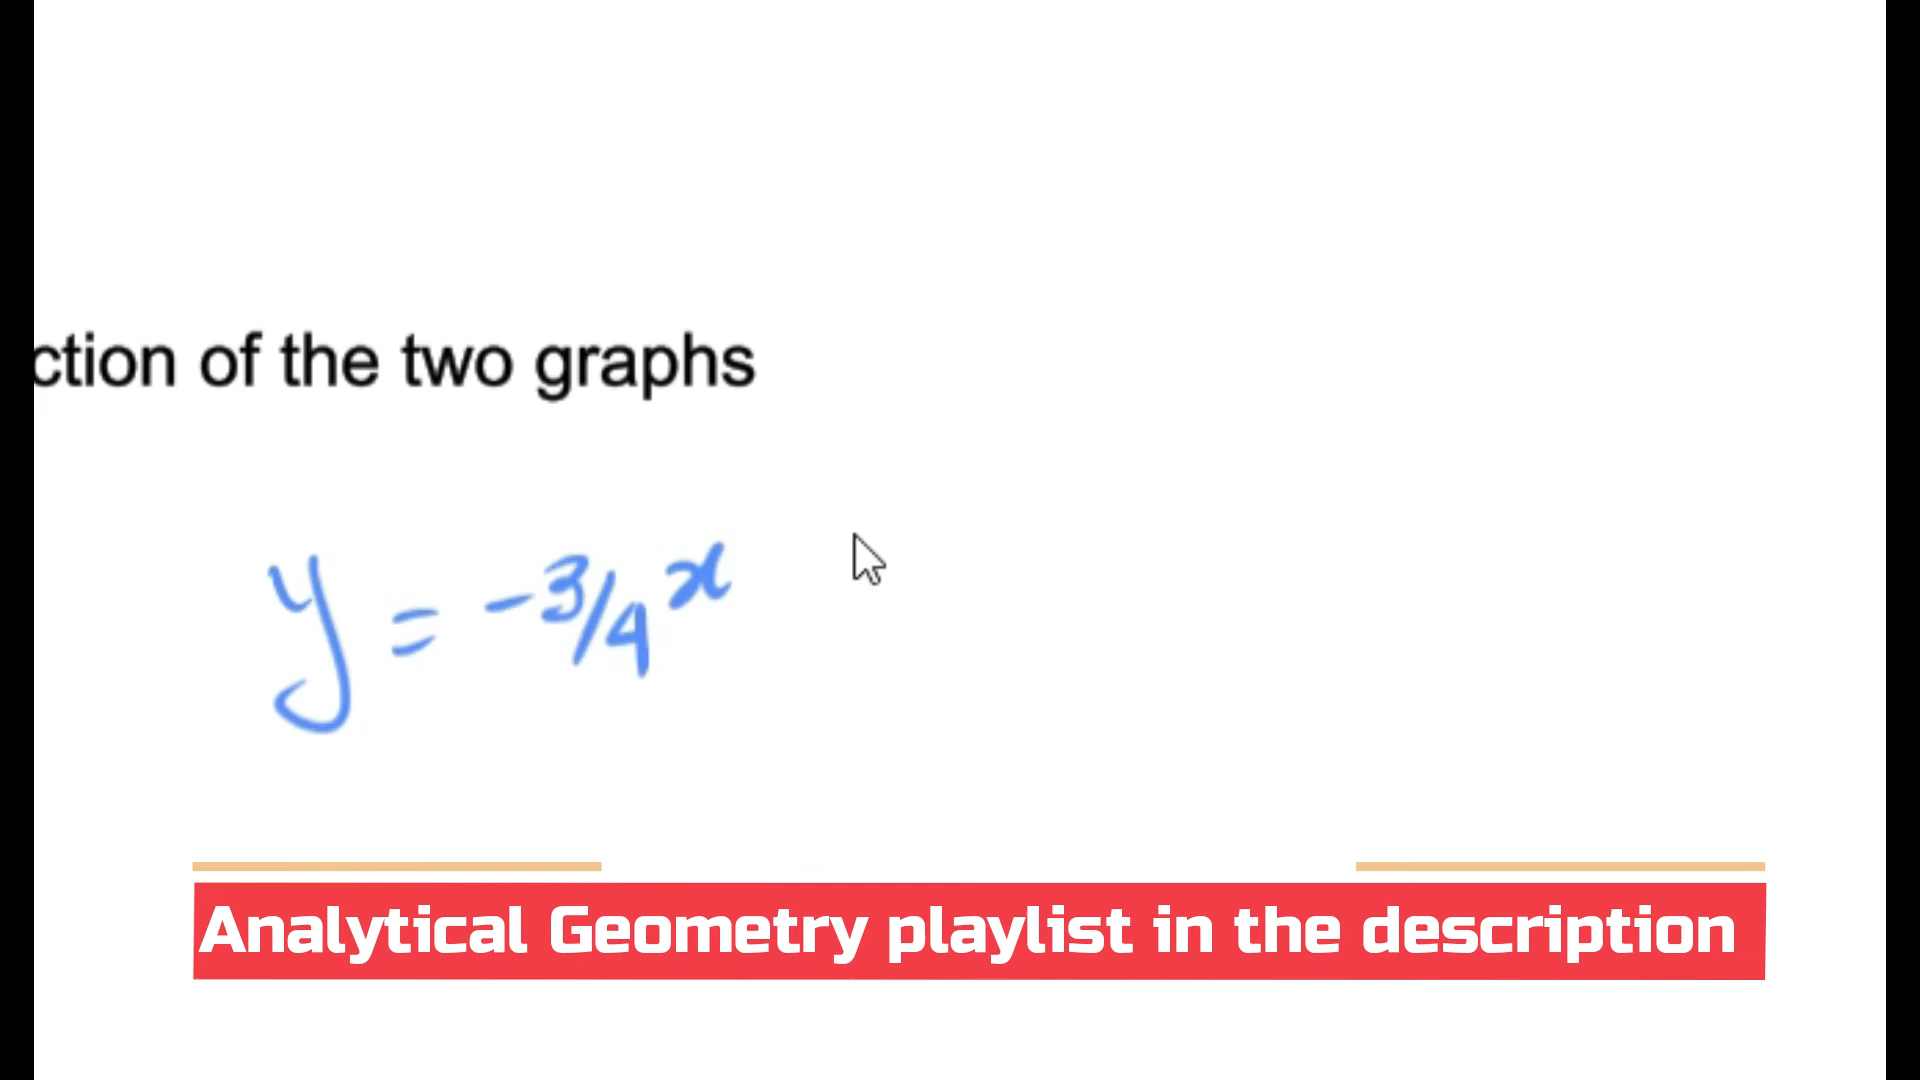 ction of the two graphs
y = -3/4 x
Analytical Geometry playlist in the description